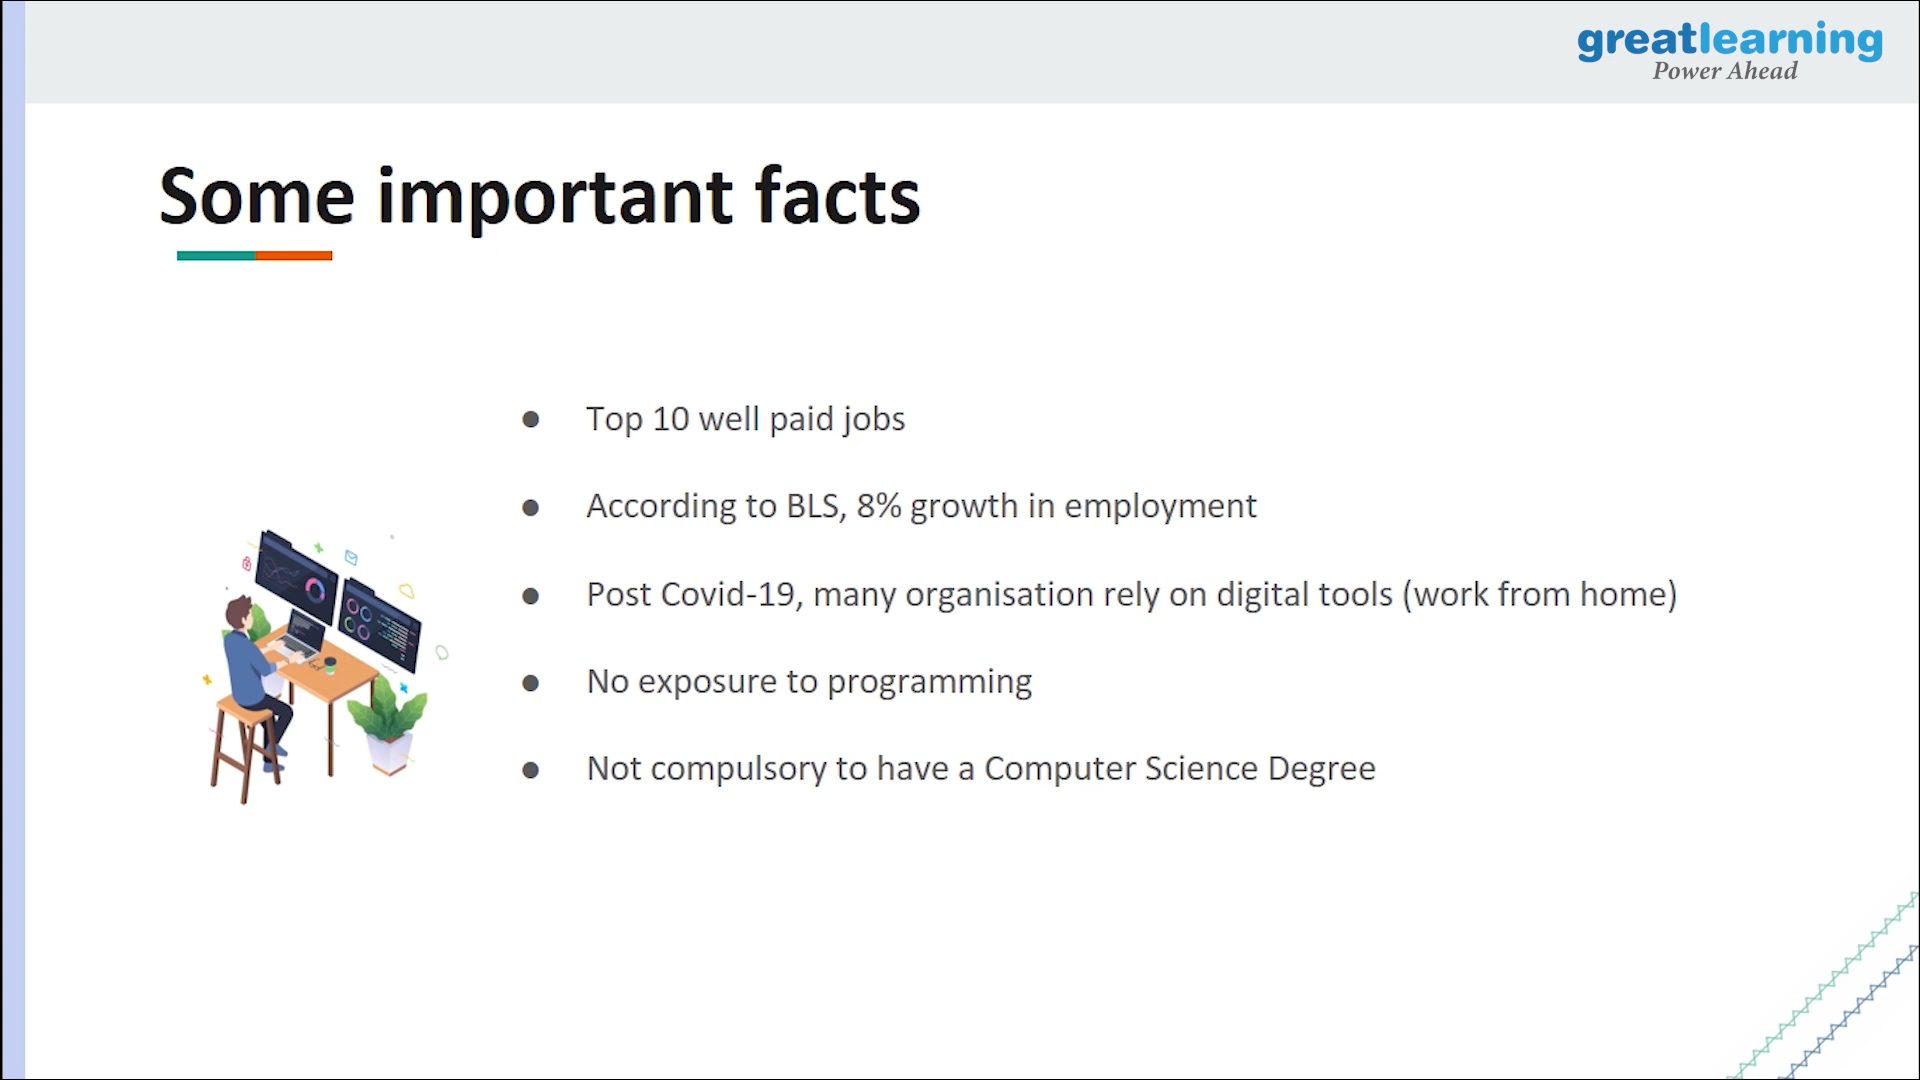 greatlearning
Power Ahead
Some important facts
● Top 10 well paid jobs
● According to BLS, 8% growth in employment
● Post Covid-19, many organisation rely on digital tools (work from home)
● No exposure to programming
● Not compulsory to have a Computer Science Degree